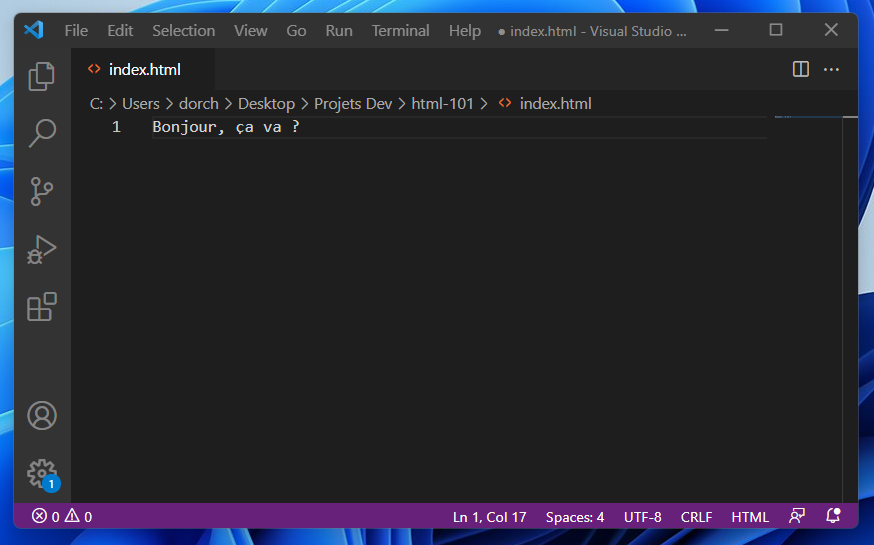 File Edit Selection View Go Run Terminal Help ● index.html - Visual Studio ...
index.html
C: > Users > dorch > Desktop > Projets Dev > html-101 > index.html
1 Bonjour, ça va ?
1
0 0 Ln 1, Col 17 Spaces: 4 UTF-8 CRLF HTML